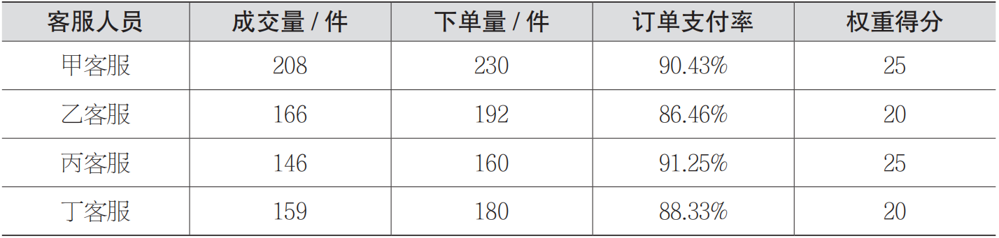 客服人员 成交量 / 件 下单量 / 件 订单支付率 权重得分
甲客服 208 230 90.43% 25
乙客服 166 192 86.46% 20
丙客服 146 160 91.25% 25
丁客服 159 180 88.33% 20